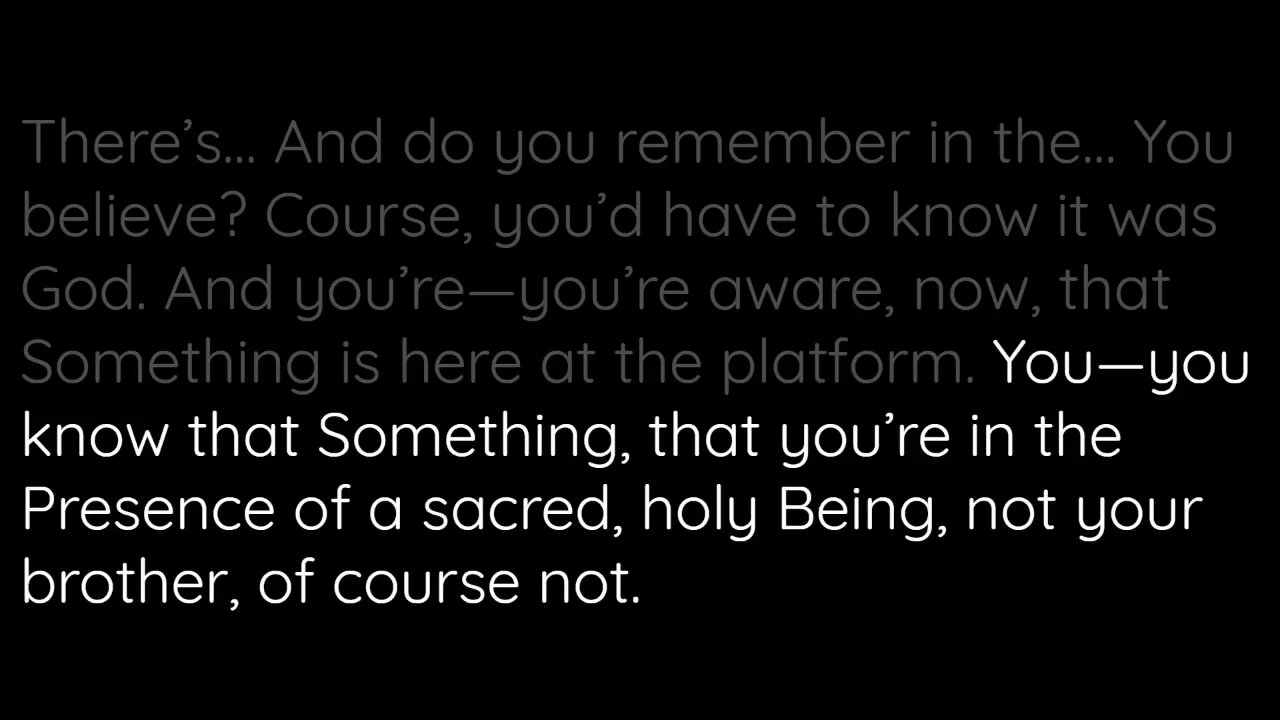 There’s... And do you remember in the... You
believe? Course, you’d have to know it was
God. And you’re—you’re aware, now, that
Something is here at the platform. You—you
know that Something, that you’re in the
Presence of a sacred, holy Being, not your
brother, of course not.